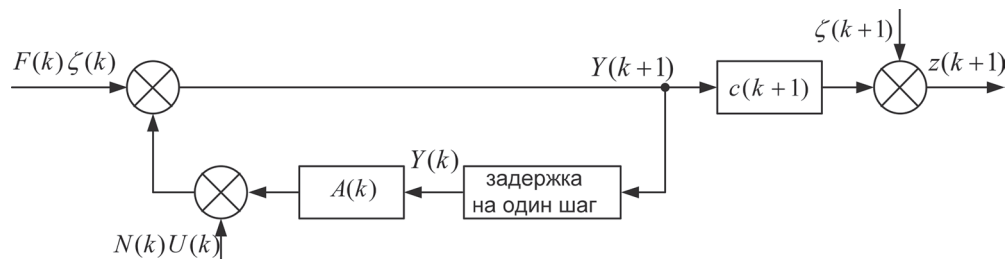 ζ(k+1)
F(k) ζ(k)
Y(k+1)
z(k+1)
c(k+1)
Y(k)
A(k)
задержка
на один шаг
N(k)U(k)